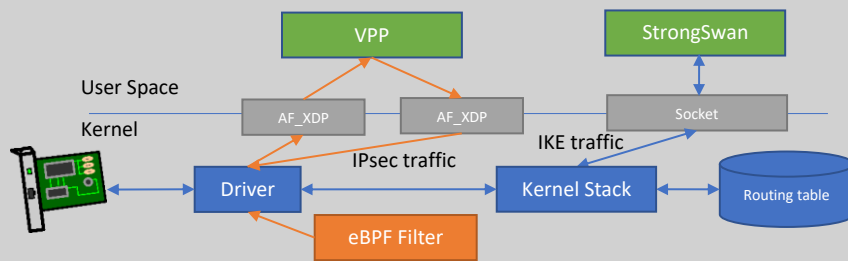 VPP
StrongSwan
User Space
AF_XDP
AF_XDP
Socket
Kernel
IPsec traffic
IKE traffic
Driver
Kernel Stack
Routing table
eBPF Filter